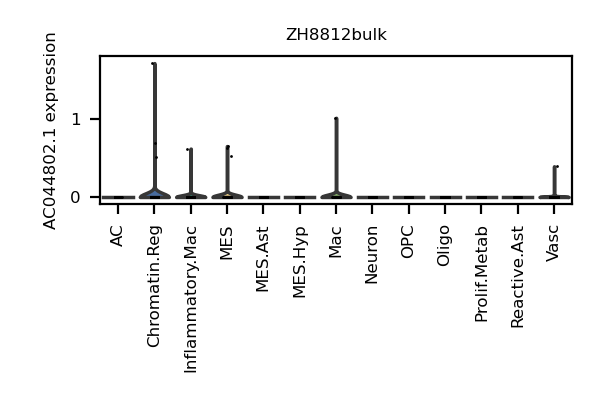 ZH8812bulk
AC044802.1 expression
1
0
AC
Chromatin.Reg
Inflammatory.Mac
MES
MES.Ast
MES.Hyp
Mac
Neuron
OPC
Oligo
Prolif.Metab
Reactive.Ast
Vasc